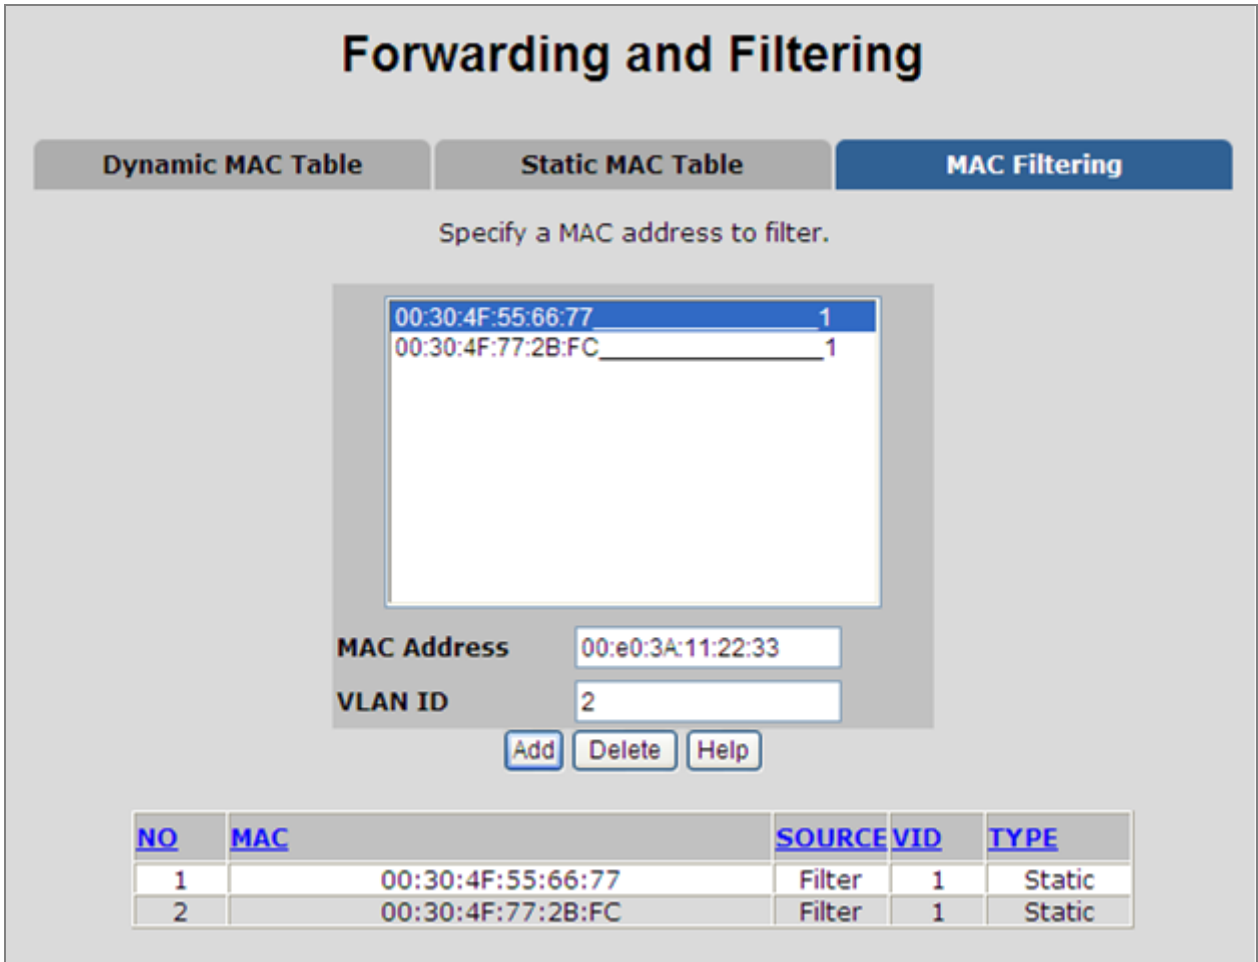 Forwarding and Filtering
Dynamic MAC Table Static MAC Table MAC Filtering
Specify a MAC address to filter.
00:30:4F:55:66:77__________________1
00:30:4F:77:2B:FC__________________1
MAC Address 00:e0:3A:11:22:33
VLAN ID 2
Add Delete Help
NO MAC SOURCE VID TYPE
1 00:30:4F:55:66:77 Filter 1 Static
2 00:30:4F:77:2B:FC Filter 1 Static